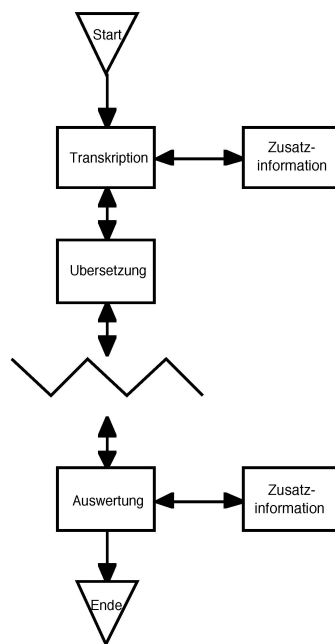 Start
Transkription
Zusatz-
information
Ubersetzung
Auswertung
Zusatz-
information
Ende